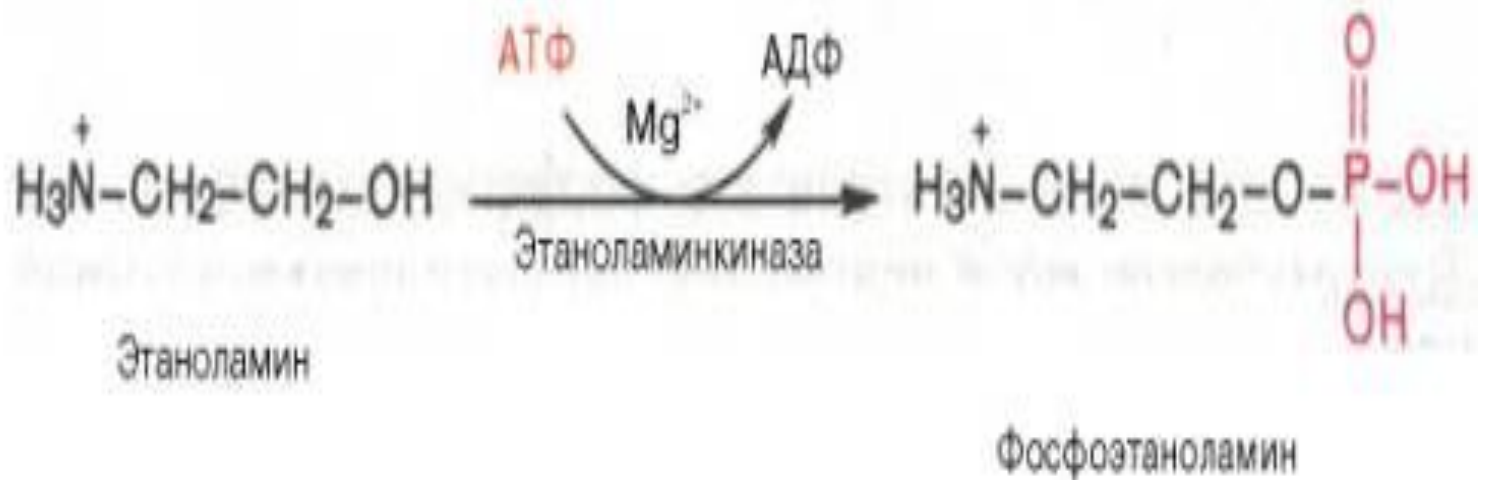 АТФ АДФ
Mg²⁺
H₃N⁺–CH₂–CH₂–OH → H₃N⁺–CH₂–CH₂–O–P(=O)(–OH)–OH
Этаноламинкиназа
Этаноламин
Фосфоэтаноламин